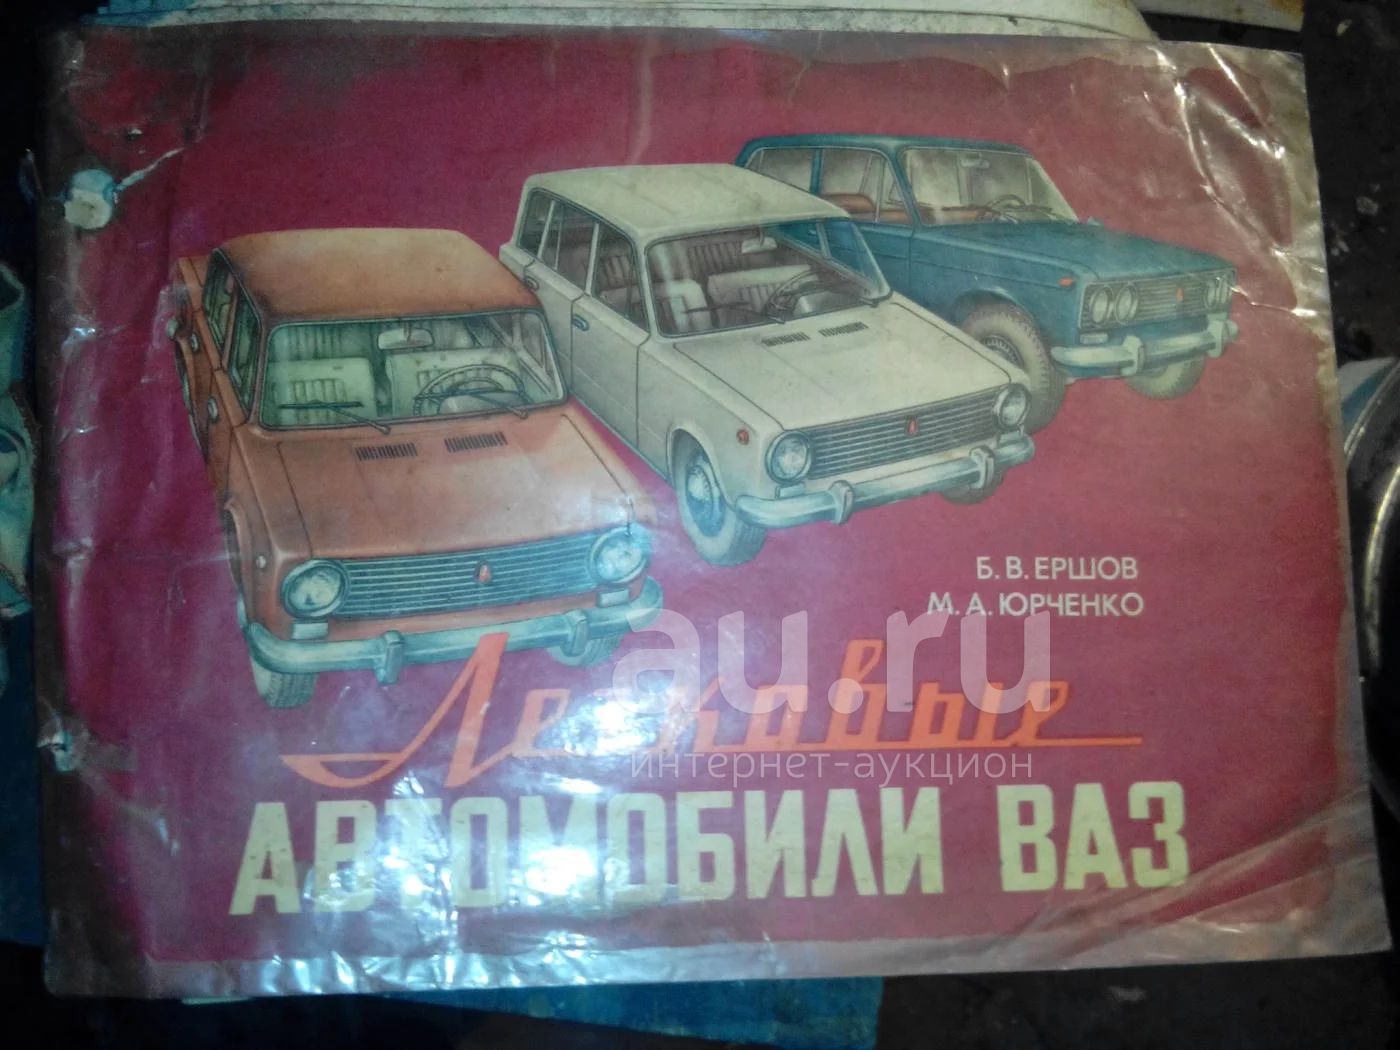 Б. В. ЕРШОВ
М. А. ЮРЧЕНКО
au.ru
Легковые
интернет-аукцион
АВТОМОБИЛИ ВАЗ